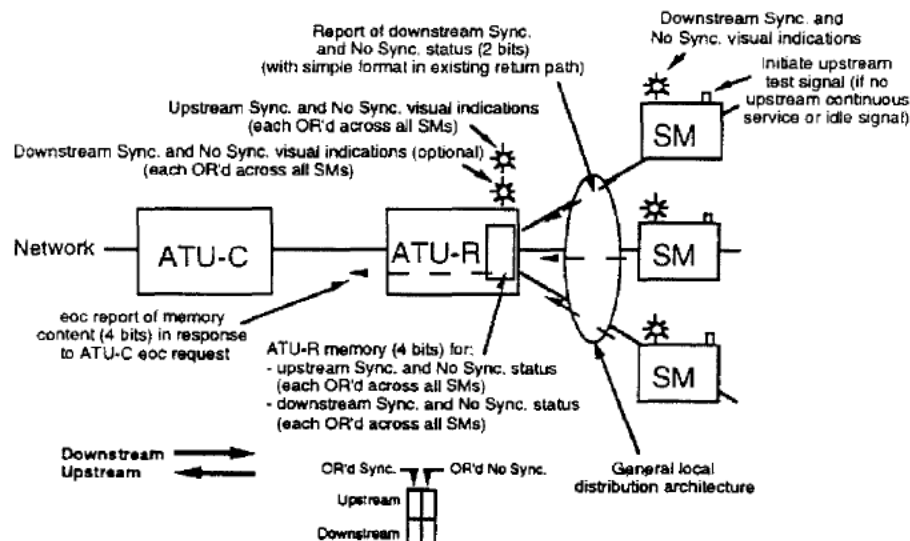 Report of downstream Sync.
and No Sync. status (2 bits)
(with simple format in existing return path)
Downstream Sync. and
No Sync. visual indications
Initiate upstream
test signal (if no
upstream continuous
service or idle signal)
Upstream Sync. and No Sync. visual indications
(each OR'd across all SMs)
Downstream Sync. and No Sync. visual indications (optional)
(each OR'd across all SMs)
SM
Network
ATU-C
ATU-R
SM
eoc report of memory
content (4 bits) in response
to ATU-C eoc request
ATU-R memory (4 bits) for:
- upstream Sync. and No Sync. status
(each OR'd across all SMs)
- downstream Sync. and No Sync. status
(each OR'd across all SMs)
SM
Downstream
Upstream
General local
distribution architecture
OR'd Sync.
OR'd No Sync.
Upstream
Downstream